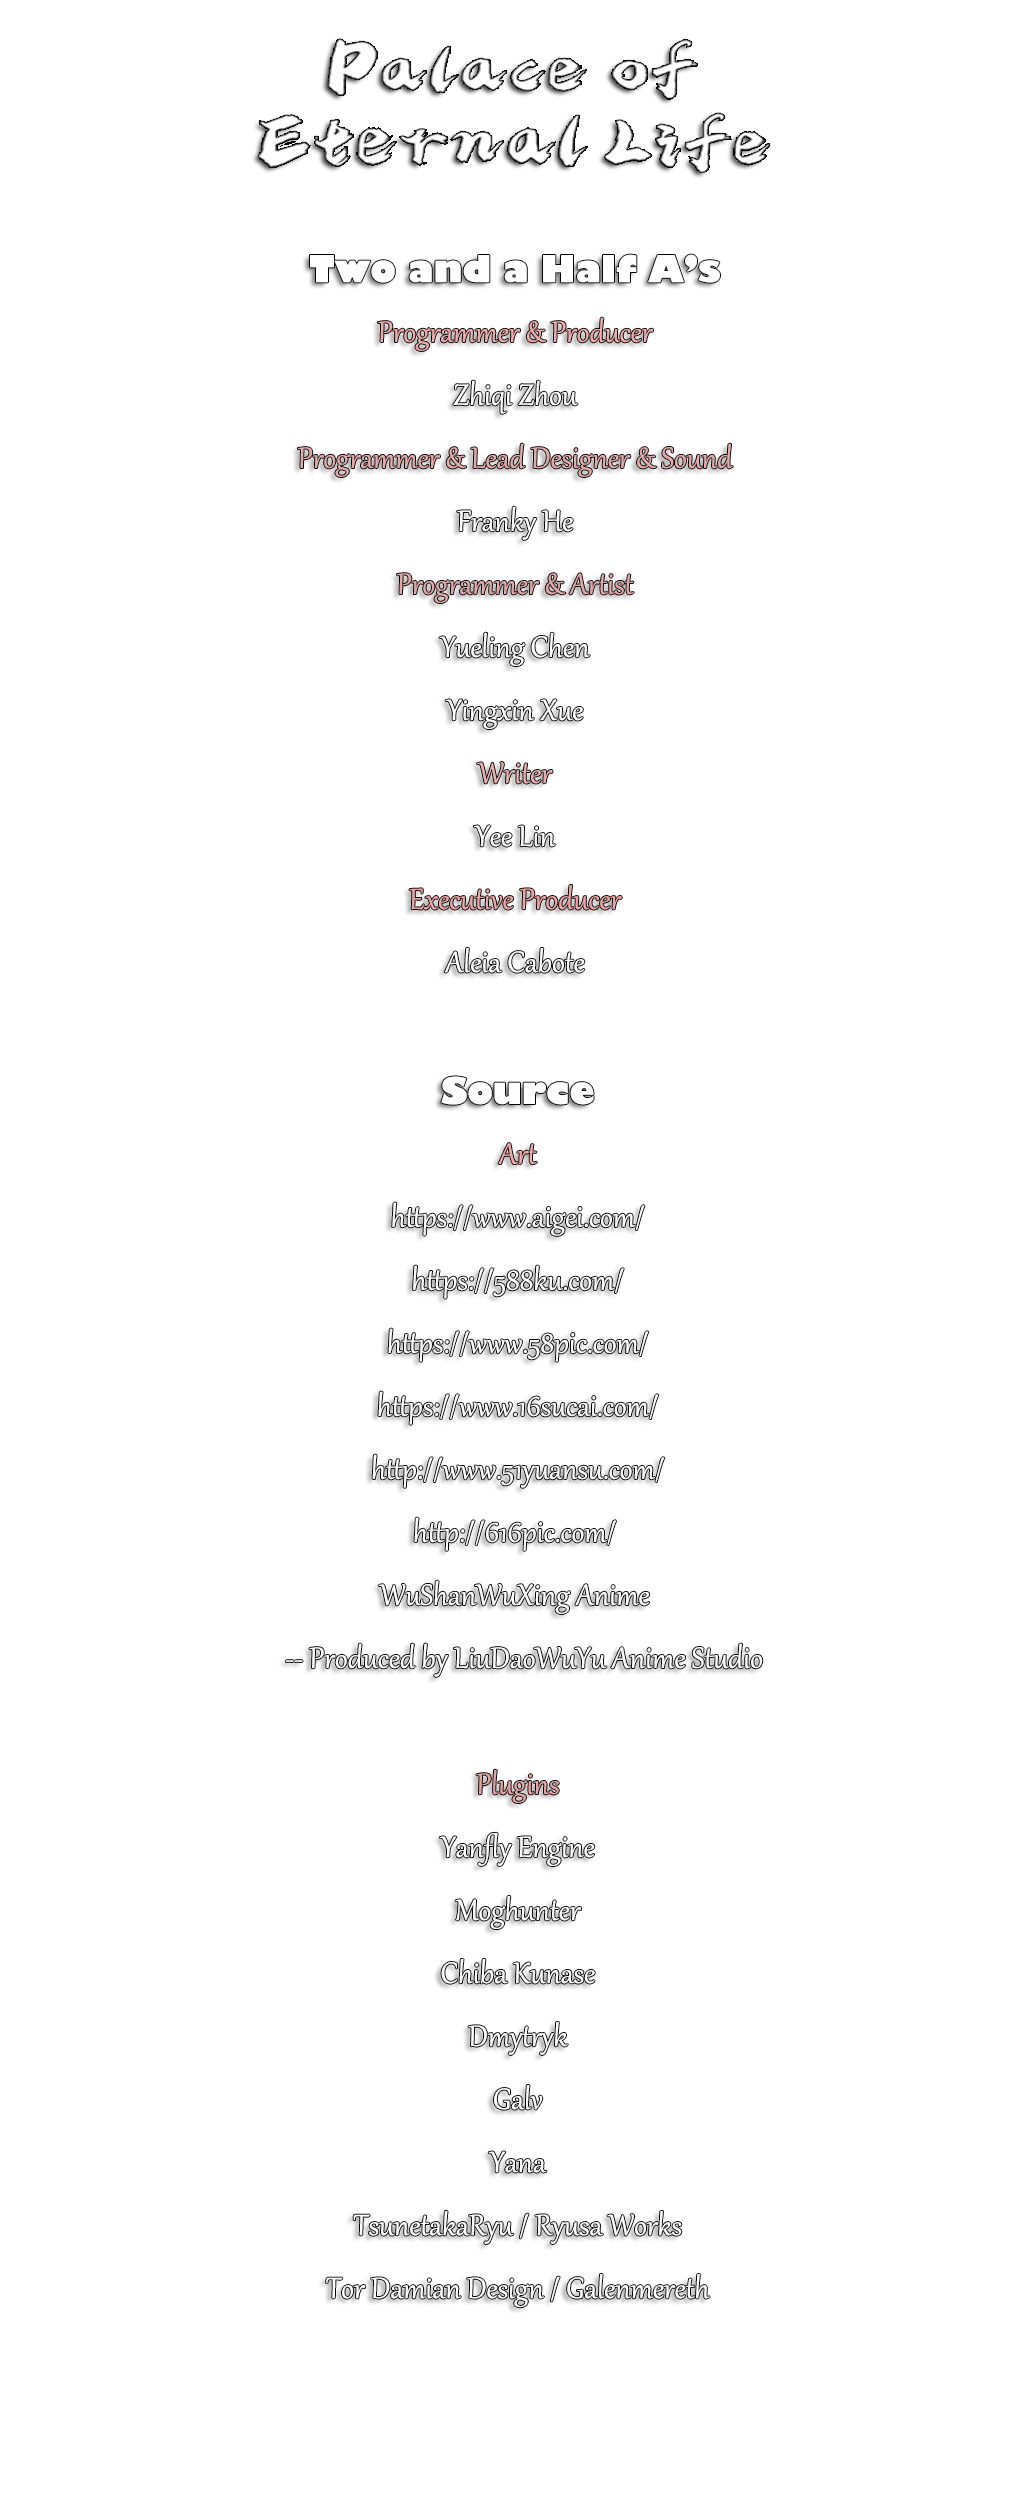 Palace of
Eternal Life
Two and a Half A's
Programmer & Producer
Zhiqi Zhou
Programmer & Lead Designer & Sound
Franky He
Programmer & Artist
Yueling Chen
Yingxin Xue
Writer
Yee Lin
Executive Producer
Aleia Cabote
Source
Art
https://www.aigei.com/
https://588ku.com/
https://www.58pic.com/
https://www.16sucai.com/
http://www.51yuansu.com/
http://616pic.com/
WuShanWuXing Anime
-- Produced by LiuDaoWuYu Anime Studio
Plugins
Yanfly Engine
Moghunter
Chiba Kunase
Dmytryk
Galv
Yana
TsunetakaRyu / Ryusa Works
Tor Damian Design / Galenmereth